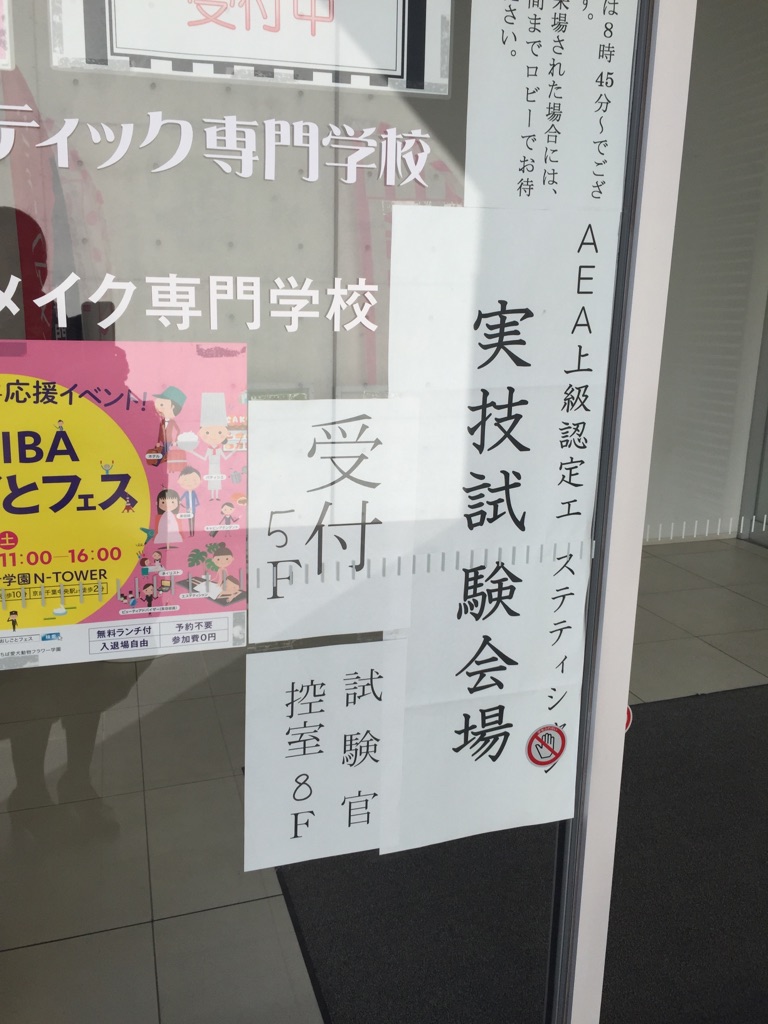 受付中
は8時45分〜でござ
す。
来場された場合には、
間までロビーでお待
ださい。
ティック専門学校
メイク専門学校
AEA上級認定エステティシャン
実技試験会場
受付
5F
試験官
控室8F
応援イベント!
IBA
とフェス
土
11:00―16:00
学園 N-TOWER
無料ランチ付
入退場自由
予約不要
参加費0円